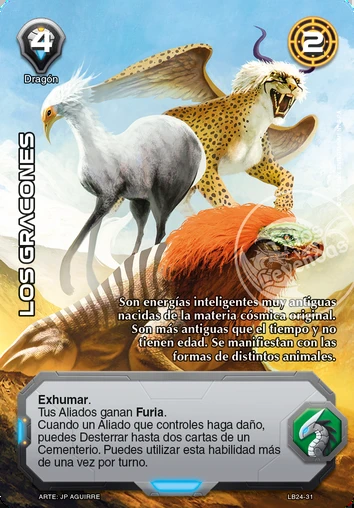 4
Dragón
2
LOS GRACONES
Son energías inteligentes muy antiguas
nacidas de la materia cósmica original.
Son más antiguas que el tiempo y no
tienen edad. Se manifiestan con las
formas de distintos animales.
Exhumar.
Tus Aliados ganan Furia.
Cuando un Aliado que controles haga daño,
puedes Desterrar hasta dos cartas de un
Cementerio. Puedes utilizar esta habilidad más
de una vez por turno.
ARTE: JP AGUIRRE
LB24-31